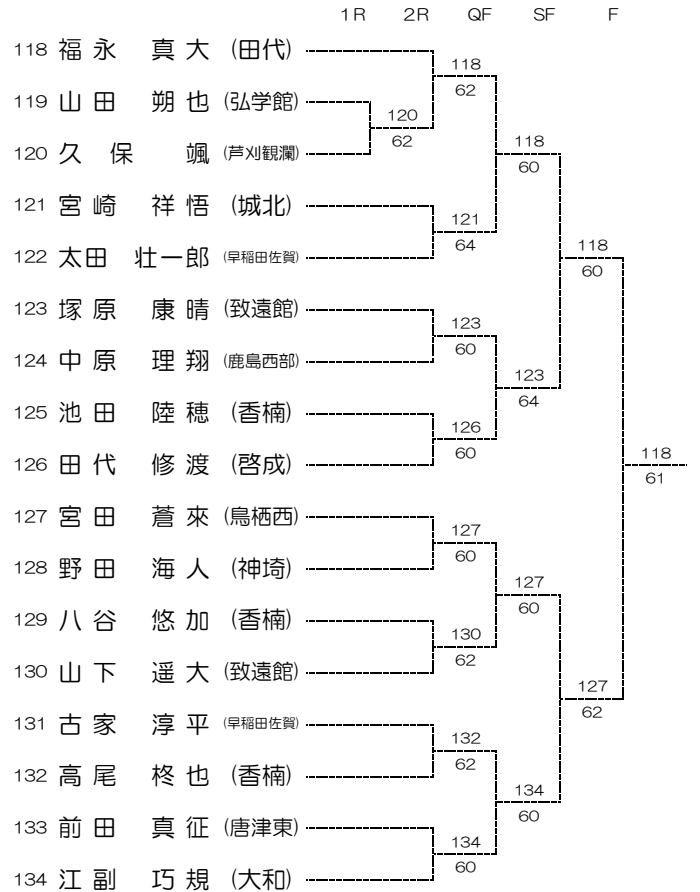 1R 2R QF SF F
118 福永 真大 (田代)
118
62
119 山田 朔也 (弘学館)
120
62
120 久保 颯 (芦刈観瀾)
118
60
121 宮崎 祥悟 (城北)
121
64
122 太田 壮一郎 (早稲田佐賀)
118
60
123 塚原 康晴 (致遠館)
123
60
124 中原 理翔 (鹿島西部)
123
64
125 池田 陸穂 (香楠)
126
60
126 田代 修渡 (啓成)
118
61
127 宮田 蒼來 (鳥栖西)
127
60
128 野田 海人 (神埼)
127
60
129 八谷 悠加 (香楠)
130
62
130 山下 遥大 (致遠館)
127
62
131 古家 淳平 (早稲田佐賀)
132
62
132 高尾 柊也 (香楠)
134
60
133 前田 真征 (唐津東)
134
60
134 江副 巧規 (大和)